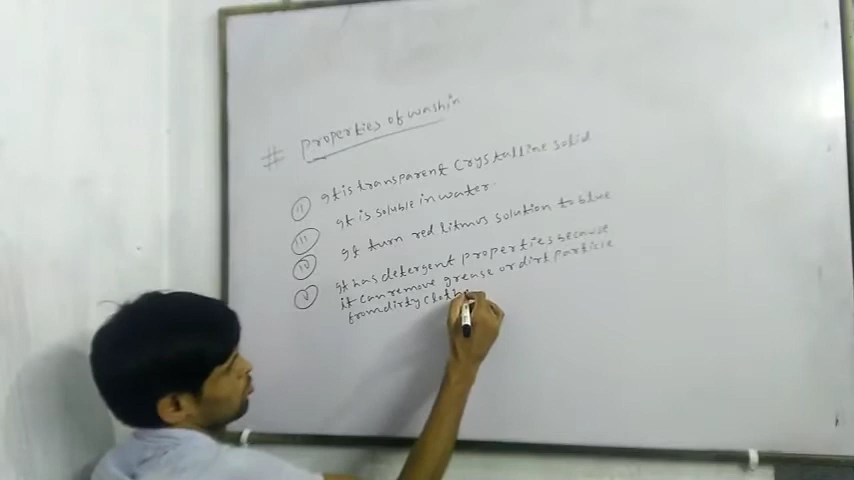 # Properties of washin
(ii) It is transparent crystalline solid
(iii) It is soluble in water.
(iv) It turn red litmus solution to blue
(v) It has detergent properties because
it can remove grease or dirt particle
from dirty cloth